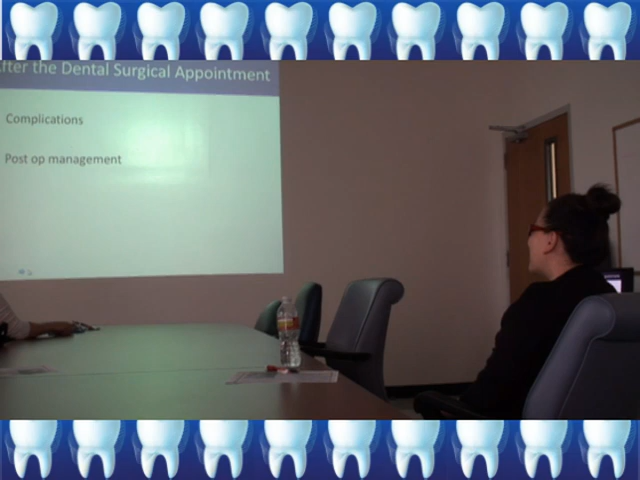 fter the Dental Surgical Appointment
Complications
Post op management